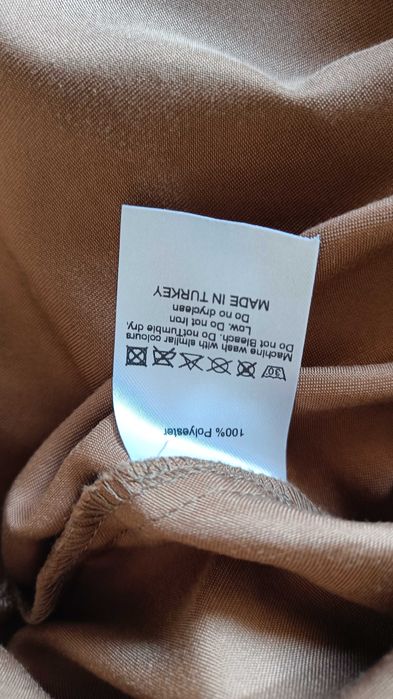 100% Polyester
30
Machine wash with similar colours
Do not Bleach. Do notTumble dry.
Low. Do not Iron
Do no dryclean
MADE IN TURKEY